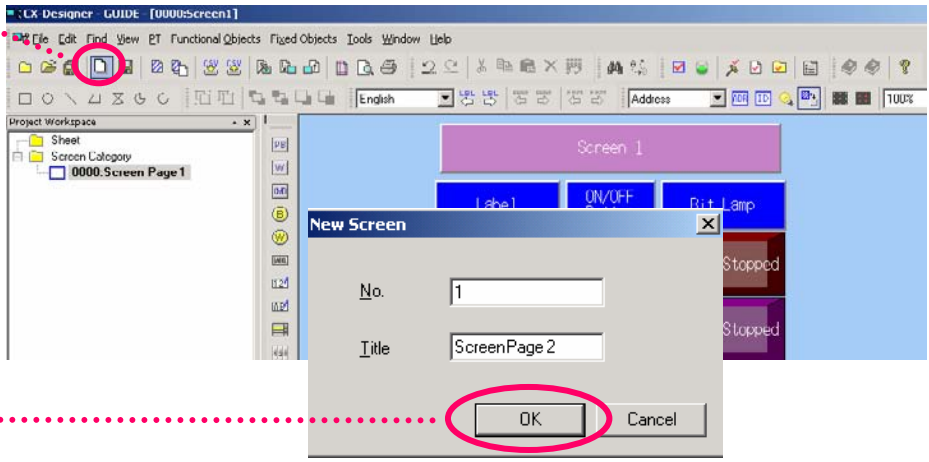 CX-Designer - GUIDE - [0000:Screen1]
File Edit Find View PT Functional Objects Fixed Objects Tools Window Help
English Address 100%
Project Workspace
Sheet
Screen Category
0000.Screen Page1
Screen 1
Label ON/OFF Bit Lamp
Stopped
Stopped
New Screen
No. 1
Title ScreenPage 2
OK Cancel